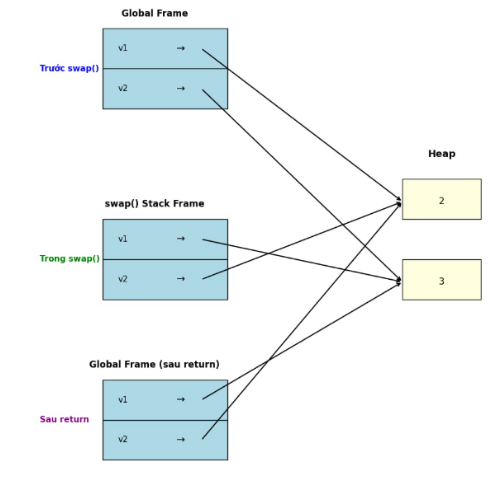 Global Frame
v1 →
Trước swap()
v2 →
Heap
2
swap() Stack Frame
v1 →
Trong swap()
v2 →
3
Global Frame (sau return)
v1 →
Sau return
v2 →